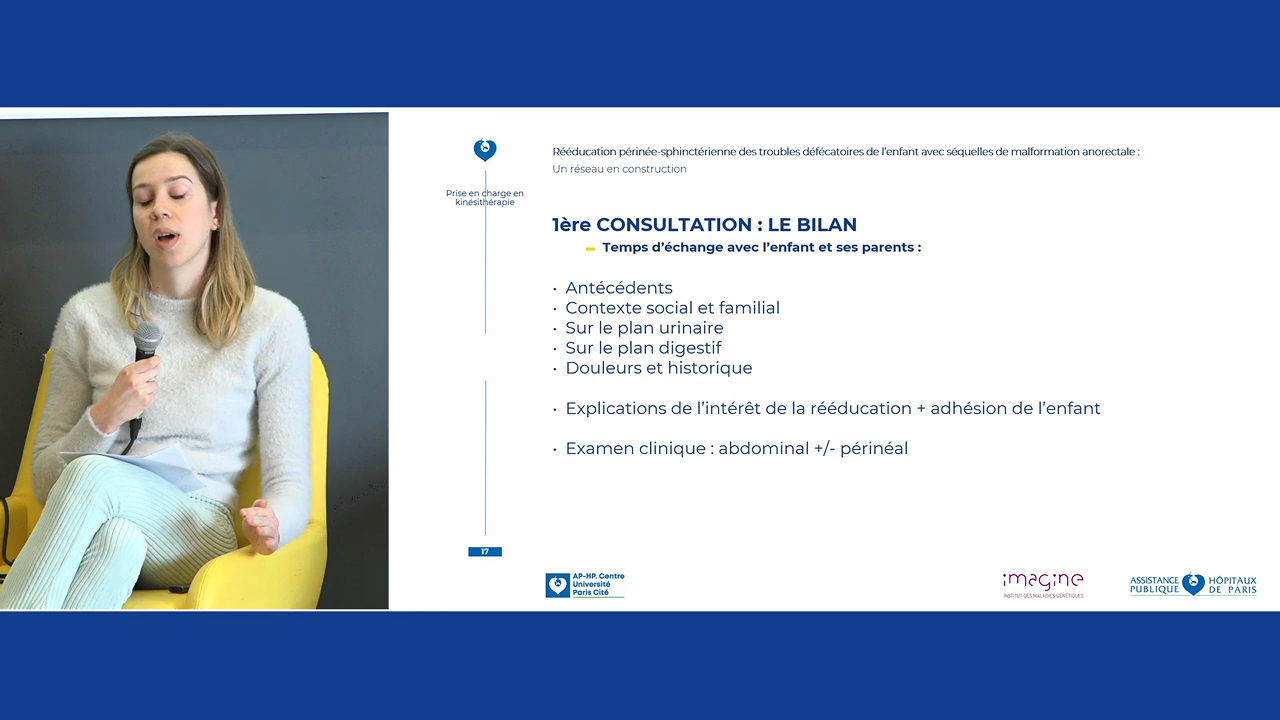 Rééducation périnée-sphinctérienne des troubles défécatoires de l'enfant avec séquelles de malformation anorectale :
Un réseau en construction
Prise en charge en
kinésithérapie
1ère CONSULTATION : LE BILAN
Temps d'échange avec l'enfant et ses parents :
• Antécédents
• Contexte social et familial
• Sur le plan urinaire
• Sur le plan digestif
• Douleurs et historique
• Explications de l'intérêt de la rééducation + adhésion de l'enfant
• Examen clinique : abdominal +/- périnéal
17
AP-HP. Centre
Université
Paris Cité
imagine
INSTITUT DES MALADIES GÉNÉTIQUES
ASSISTANCE PUBLIQUE
HÔPITAUX DE PARIS